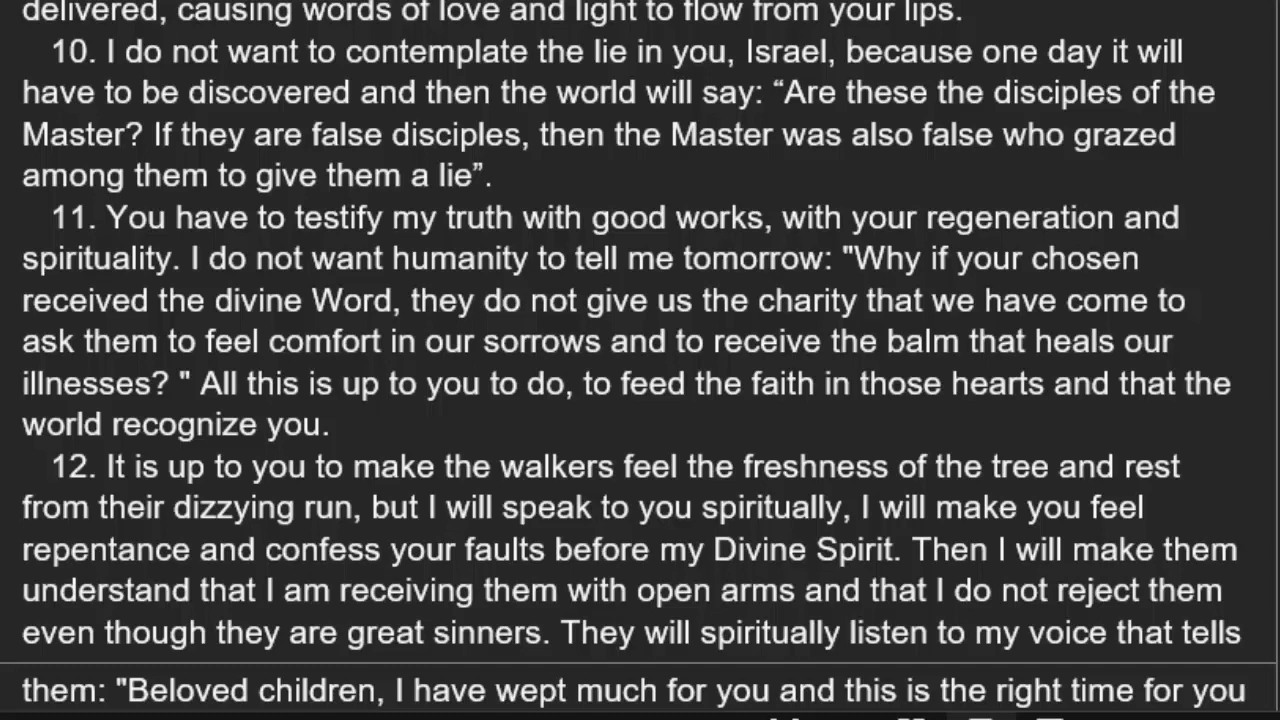 delivered, causing words of love and light to flow from your lips.
10. I do not want to contemplate the lie in you, Israel, because one day it will
have to be discovered and then the world will say: “Are these the disciples of the
Master? If they are false disciples, then the Master was also false who grazed
among them to give them a lie”.
11. You have to testify my truth with good works, with your regeneration and
spirituality. I do not want humanity to tell me tomorrow: "Why if your chosen
received the divine Word, they do not give us the charity that we have come to
ask them to feel comfort in our sorrows and to receive the balm that heals our
illnesses? " All this is up to you to do, to feed the faith in those hearts and that the
world recognize you.
12. It is up to you to make the walkers feel the freshness of the tree and rest
from their dizzying run, but I will speak to you spiritually, I will make you feel
repentance and confess your faults before my Divine Spirit. Then I will make them
understand that I am receiving them with open arms and that I do not reject them
even though they are great sinners. They will spiritually listen to my voice that tells
them: "Beloved children, I have wept much for you and this is the right time for you